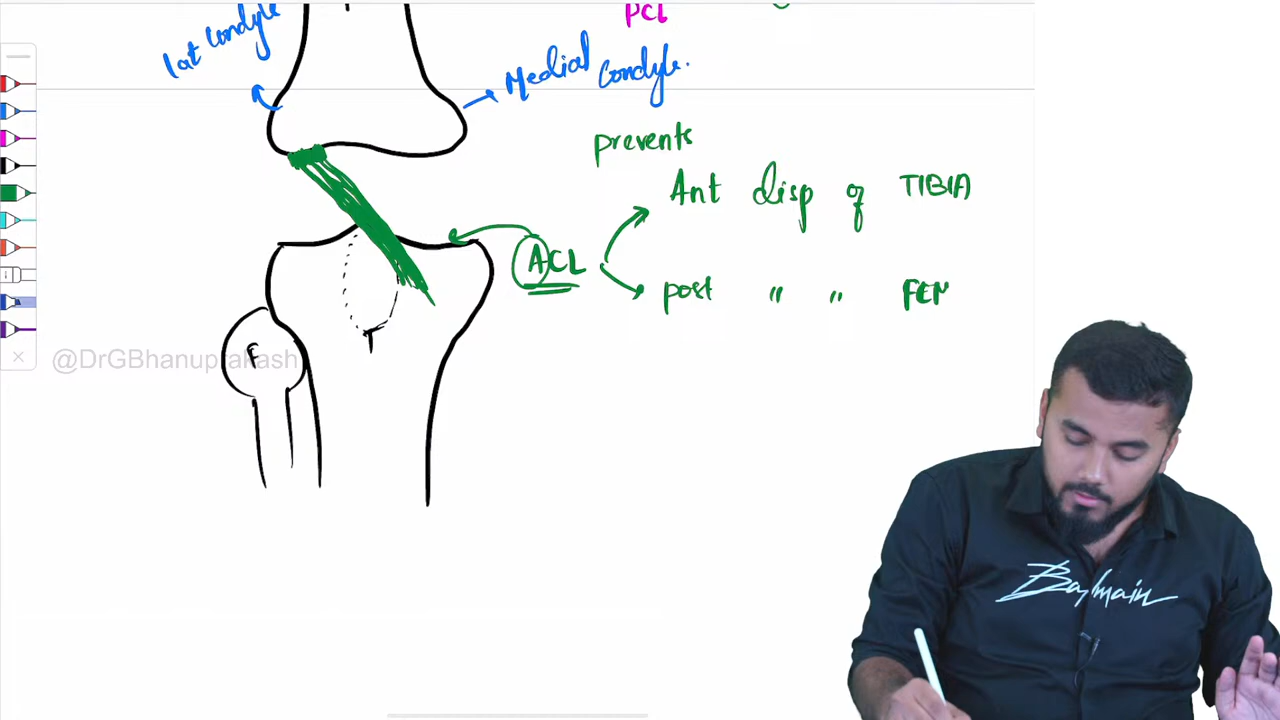 lat Condyle
PCL
Medial Condyle.
prevents
Ant disp of TIBIA
ACL
post " " FEM
F
T
@DrGBhanuprakash
Balmain